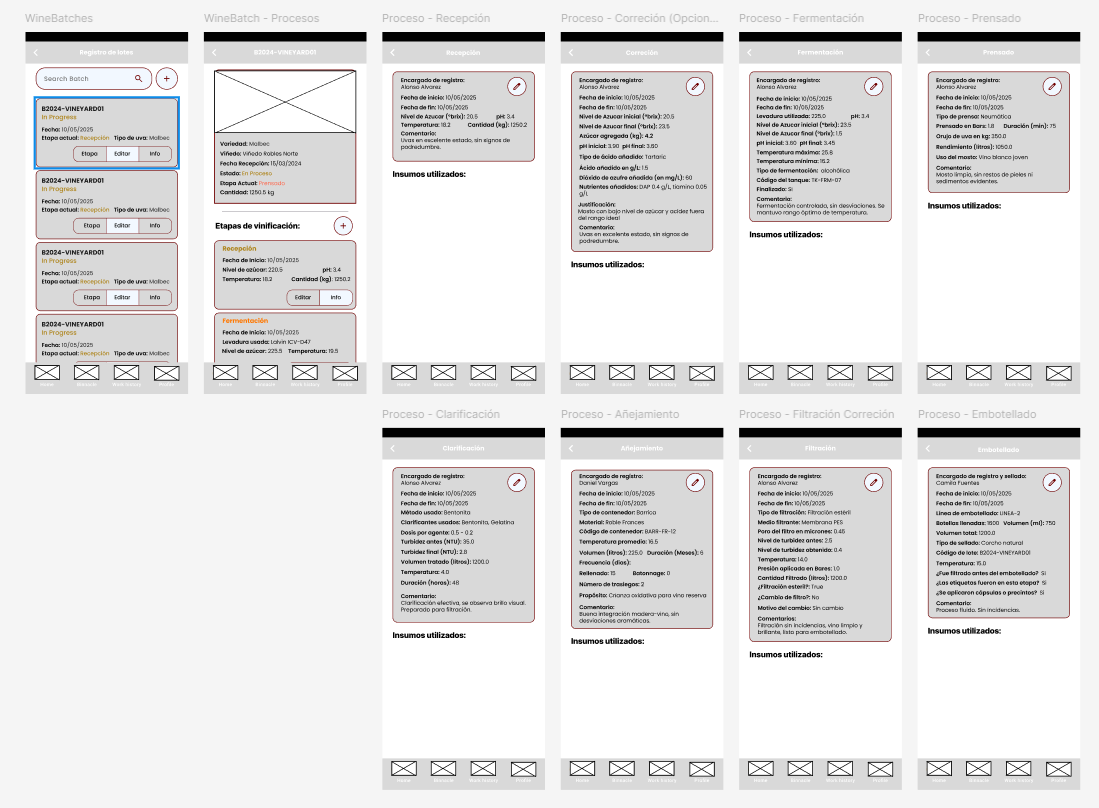 WineBatches
Registro de lotes
Search Batch
+
B2024-VINEYARD01
In Progress
Fecha: 10/05/2025
Etapa actual: Recepción Tipo de uva: Malbec
Etapa Editar Info
B2024-VINEYARD01
In Progress
Fecha: 10/05/2025
Etapa actual: Recepción Tipo de uva: Malbec
Etapa Editar Info
B2024-VINEYARD01
In Progress
Fecha: 10/05/2025
Etapa actual: Recepción Tipo de uva: Malbec
Etapa Editar Info
B2024-VINEYARD01
In Progress
Fecha: 10/05/2025
Etapa actual: Recepción Tipo de uva: Malbec
WineBatch - Procesos
B2024-VINEYARD01
Variedad: Malbec
Viñedo: Viñedo Robles Norte
Fecha Recepción: 15/03/2024
Estado: En Proceso
Etapa Actual: Prensado
Cantidad: 1250.5 kg
Etapas de vinificación:
+
Recepción
Fecha de Inicio: 10/05/2025
Nivel de azúcar: 220.5 pH: 3.4
Temperatura: 18.2 Cantidad (kg): 1250.2
Editar Info
Fermentación
Fecha de Inicio: 10/05/2025
Levadura usada: Lalvin ICV-D47
Nivel de azúcar: 225.5 Temperatura: 19.5
Proceso - Recepción
Recepción
Encargado de registro:
Alonso Alvarez
Fecha de inicio: 10/05/2025
Fecha de fin: 10/05/2025
Nivel de Azucar (°brix): 20.5 pH: 3.4
Temperatura: 18.2 Cantidad (kg): 1250.2
Comentario:
Uvas en excelente estado, sin signos de
podredumbre.
Insumos utilizados:
Proceso - Correción (Opcion...
Correción
Encargado de registro:
Alonso Alvarez
Fecha de inicio: 10/05/2025
Fecha de fin: 10/05/2025
Nivel de Azucar inicial (°brix): 20.5
Nivel de Azucar final (°brix): 23.5
Azúcar agregada (kg): 4.2
pH inicial: 3.90 pH final: 3.60
Tipo de ácido añadido: Tartaric
Ácido añadido en g/L: 1.5
Dióxido de azufre añadido (en mg/L): 60
Nutrientes añadidos: DAP 0.4 g/L, tiamina 0.05
g/L
Justificación:
Mosto con bajo nivel de azúcar y acidez fuera
del rango ideal
Comentario:
Uvas en excelente estado, sin signos de
podredumbre.
Insumos utilizados:
Proceso - Fermentación
Fermentación
Encargado de registro:
Alonso Alvarez
Fecha de inicio: 10/05/2025
Fecha de fin: 10/05/2025
Levadura utilizada: 225.0 pH: 3.4
Nivel de Azucar inicial (°brix): 23.5
Nivel de Azucar final (°brix): 1.5
pH inicial: 3.60 pH final: 3.45
Temperatura máxima: 25.8
Temperatura mínima: 16.2
Tipo de fermentación: alcohólica
Código del tanque: TK-FRM-07
Finalizado: Sí
Comentario:
Fermentación controlada, sin desviaciones. Se
mantuvo rango óptimo de temperatura.
Insumos utilizados:
Proceso - Prensado
Prensado
Encargado de registro:
Alonso Alvarez
Fecha de inicio: 10/05/2025
Fecha de fin: 10/05/2025
Tipo de prensa: Neumática
Prensado en Bars: 1.8 Duración (min): 75
Orujo de uva en kg: 350.0
Rendimiento (litros): 1050.0
Uso del mosto: Vino blanco joven
Comentario:
Mosto limpio, sin restos de pieles ni
sedimentos evidentes.
Insumos utilizados:
Proceso - Clarificación
Clarificación
Encargado de registro:
Alonso Alvarez
Fecha de inicio: 10/05/2025
Fecha de fin: 10/05/2025
Método usado: Bentonita
Clarificantes usados: Bentonita, Gelatina
Dosis por agente: 0.5 - 0.2
Turbidez antes (NTU): 35.0
Turbidez final (NTU): 2.8
Volumen tratado (litros): 1200.0
Temperatura: 4.0
Duración (horas): 48
Comentario:
Clarificación efectiva, se observa brillo visual.
Preparado para filtración.
Insumos utilizados:
Proceso - Añejamiento
Añejamiento
Encargado de registro:
Daniel Vargas
Fecha de inicio: 10/05/2025
Fecha de fin: 10/05/2025
Tipo de contenedor: Barrica
Material: Roble Frances
Código de contenedor: BARR-FR-12
Temperatura promedio: 16.5
Volumen (litros): 225.0 Duración (Meses): 6
Frecuencia (días):
Rellenado: 15 Batonnage: 0
Número de trasiegos: 2
Propósito: Crianza oxidativa para vino reserva
Comentario:
Buena integración madera-vino, sin
desviaciones aromáticas.
Insumos utilizados:
Proceso - Filtración Correción
Filtración
Encargado de registro:
Alonso Alvarez
Fecha de inicio: 10/05/2025
Fecha de fin: 10/05/2025
Tipo de filtración: Filtración estéril
Medio filtrante: Membrana PES
Poro del filtro en microns: 0.45
Nivel de turbidez antes: 2.5
Nivel de turbidez obtenido: 0.4
Temperatura: 14.0
Presión aplicada en Bares: 1.0
Cantidad Filtrada (litros): 1200.0
¿Filtración esteril?: True
¿Cambio de filtro?: No
Motivo del cambio: Sin cambio
Comentarios:
Filtración sin incidencias, vino limpio y
brillante, listo para embotellado.
Insumos utilizados:
Proceso - Embotellado
Embotellado
Encargado de registro y sellado:
Camila Fuentes
Fecha de inicio: 10/05/2025
Fecha de fin: 10/05/2025
Línea de embotellado: LINEA-2
Botellas llenadas: 1600 Volumen (ml): 750
Volumen total: 1200.0
Tipo de sellado: Corcho natural
Código de lote: B2024-VINEYARD01
Temperatura: 15.0
¿Fue filtrado antes del embotellado? Sí
¿Las etiquetas fueron en esta etapa? Sí
¿Se aplicaron cápsulas o precintos? Sí
Comentario:
Proceso fluido. Sin incidencias.
Insumos utilizados: